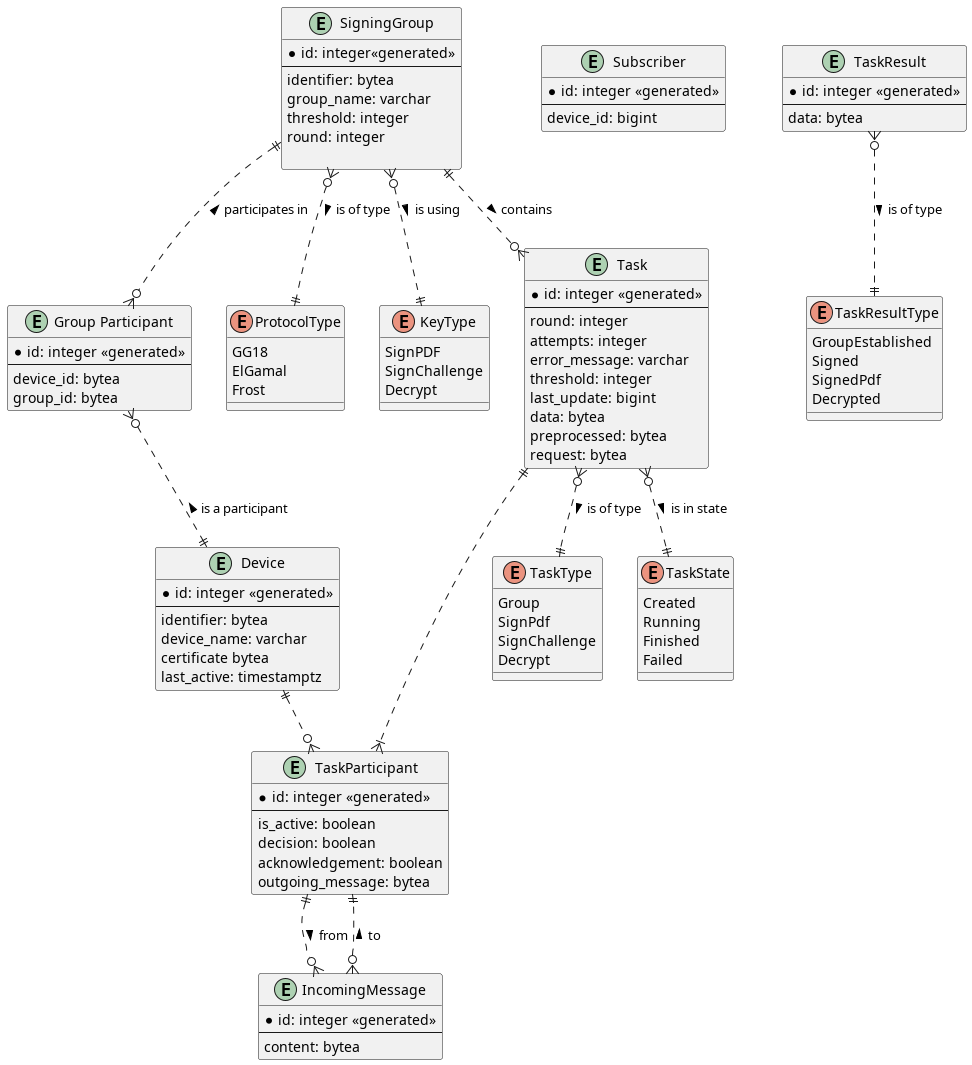 E SigningGroup
* id: integer«generated»
identifier: bytea
group_name: varchar
threshold: integer
round: integer
E Subscriber
* id: integer «generated»
device_id: bigint
E TaskResult
* id: integer «generated»
data: bytea
participates in
is of type
is using
contains
is of type
E Group Participant
* id: integer «generated»
device_id: bytea
group_id: bytea
E ProtocolType
GG18
ElGamal
Frost
E KeyType
SignPDF
SignChallenge
Decrypt
E Task
* id: integer «generated»
round: integer
attempts: integer
error_message: varchar
threshold: integer
last_update: bigint
data: bytea
preprocessed: bytea
request: bytea
E TaskResultType
GroupEstablished
Signed
SignedPdf
Decrypted
is a participant
is of type
is in state
E Device
* id: integer «generated»
identifier: bytea
device_name: varchar
certificate bytea
last_active: timestamptz
E TaskType
Group
SignPdf
SignChallenge
Decrypt
E TaskState
Created
Running
Finished
Failed
E TaskParticipant
* id: integer «generated»
is_active: boolean
decision: boolean
acknowledgement: boolean
outgoing_message: bytea
from
to
E IncomingMessage
* id: integer «generated»
content: bytea